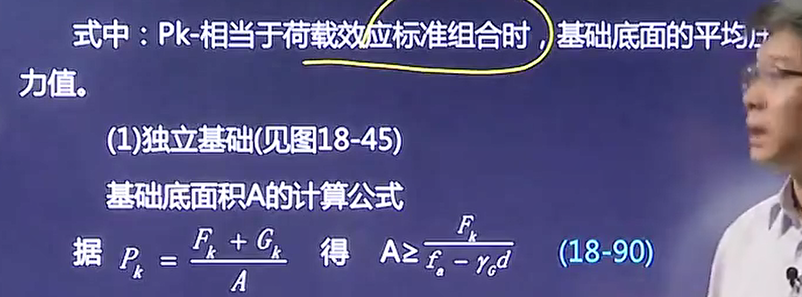 式中：Pk-相当于荷载效应标准组合时，基础底面的平均压
力值。
(1)独立基础(见图18-45)
基础底面积A的计算公式
据 P_k = \frac{F_k + G_k}{A} 得 A≥ \frac{F_k}{f_a - γ_G d} (18-90)